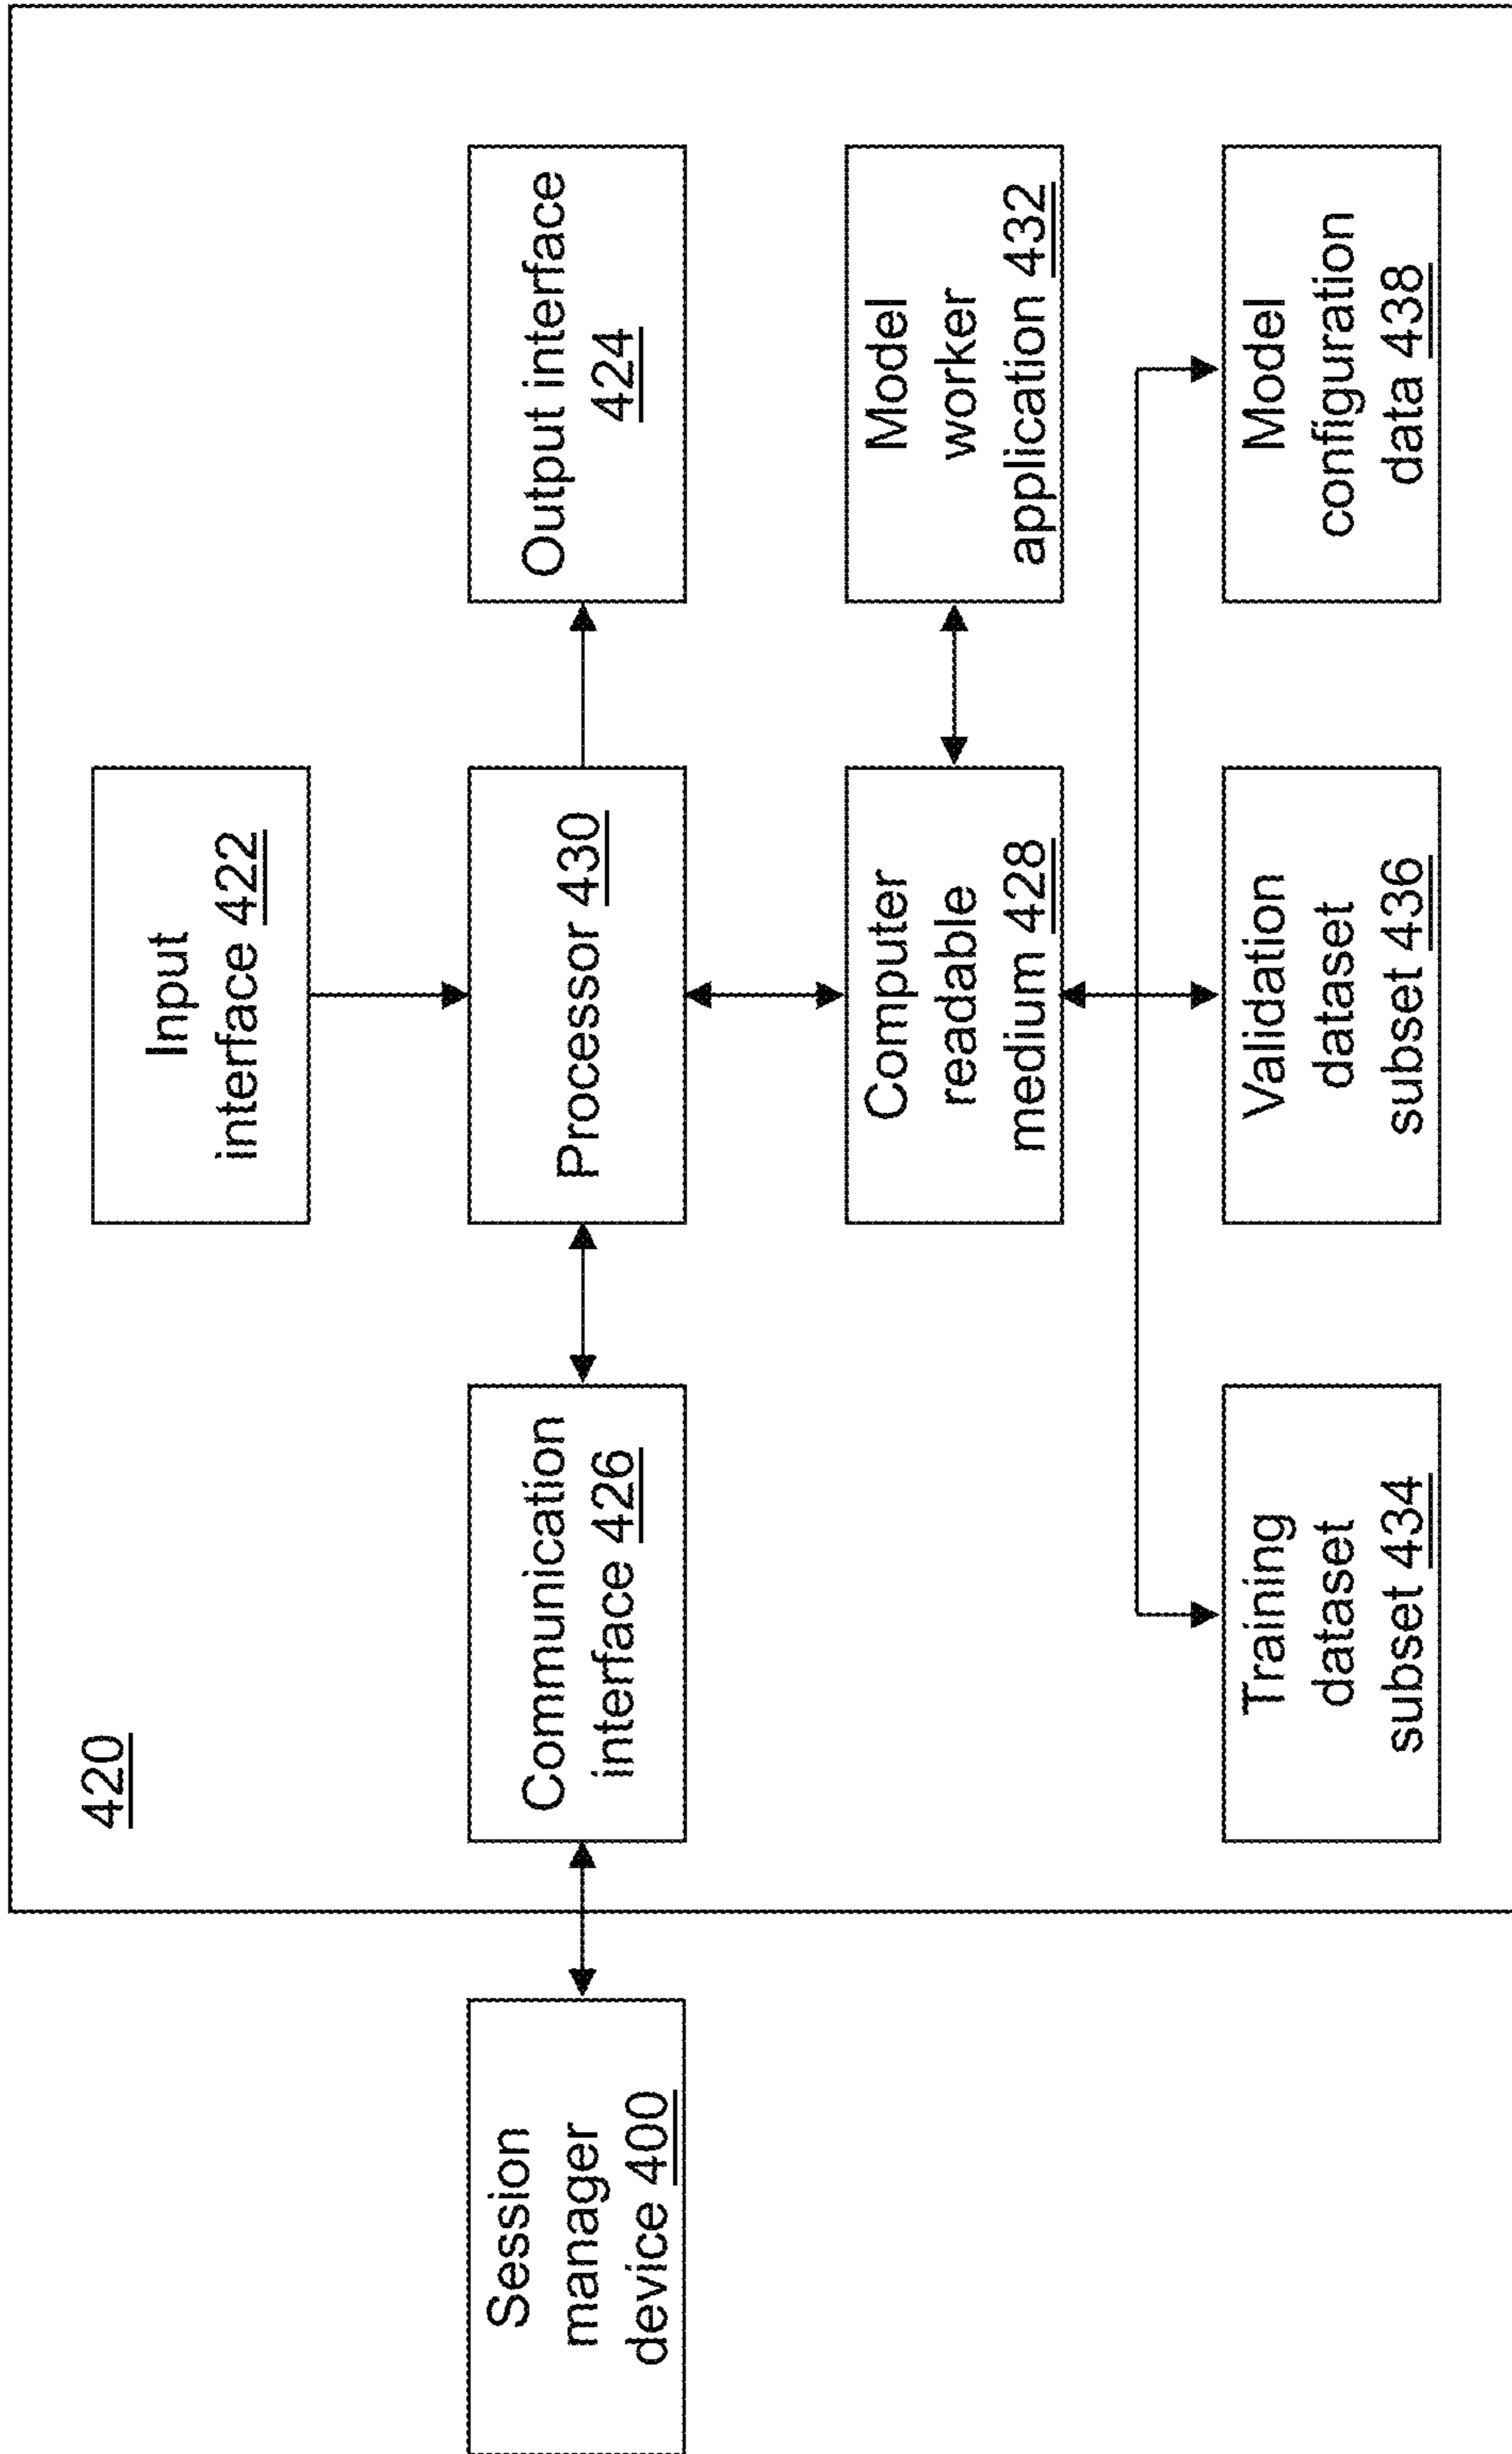 420
Input
interface 422
Session
manager
device 400
Communication
interface 426
Processor 430
Output interface
424
Computer
readable
medium 428
Model
worker
application 432
Training
dataset
subset 434
Validation
dataset
subset 436
Model
configuration
data 438